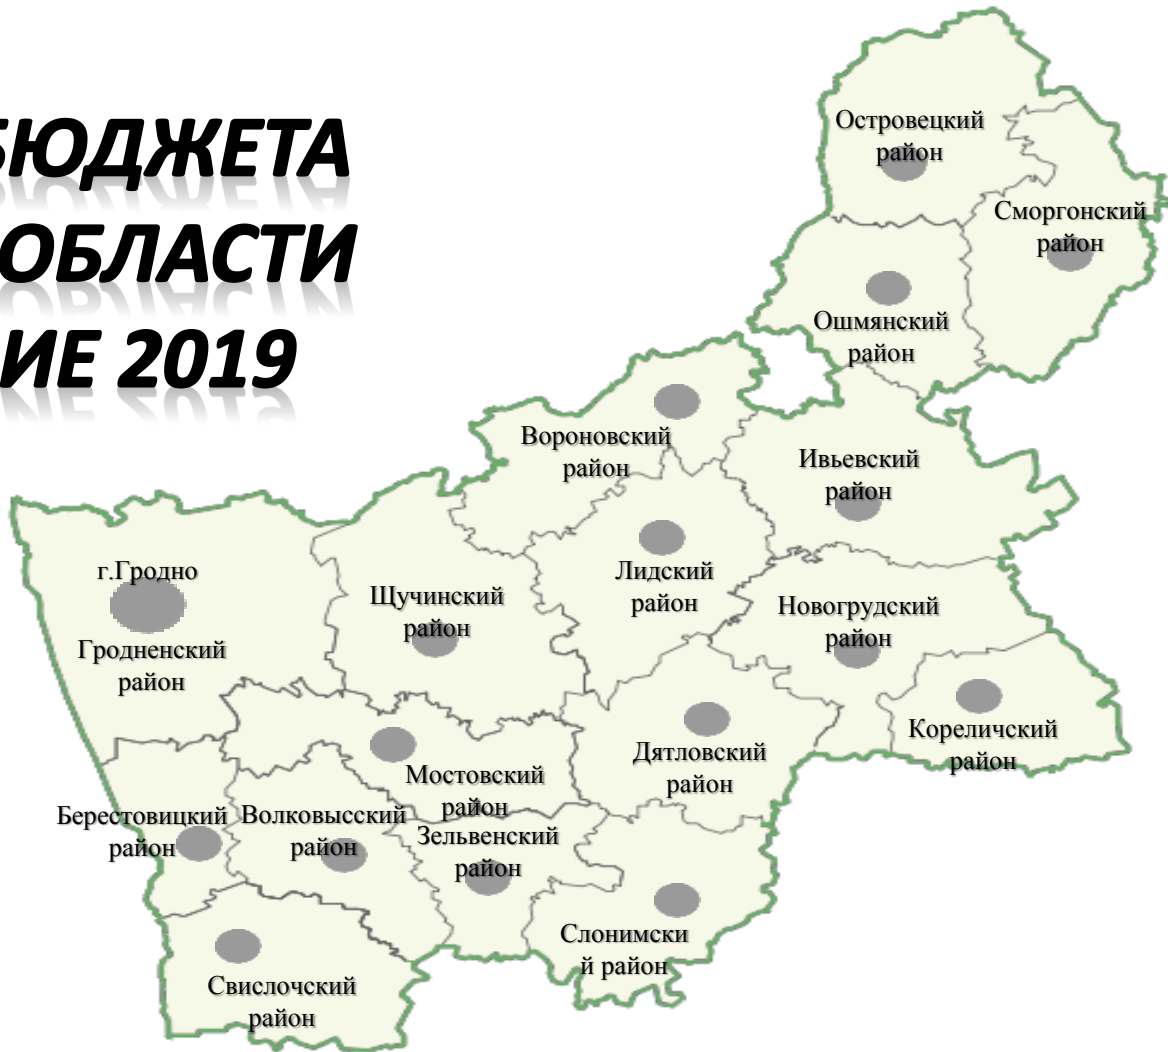 БЮДЖЕТА
ОБЛАСТИ
ИЕ 2019
Островецкий
район
Сморгонский
район
Ошмянский
район
Вороновский
район
Ивьевский
район
г.Гродно
Гродненский
район
Щучинский
район
Лидский
район
Новогрудский
район
Кореличский
район
Дятловский
район
Мостовский
район
Берестовицкий
район
Волковысский
район
Зельвенский
район
Слонимски
й район
Свислочский
район